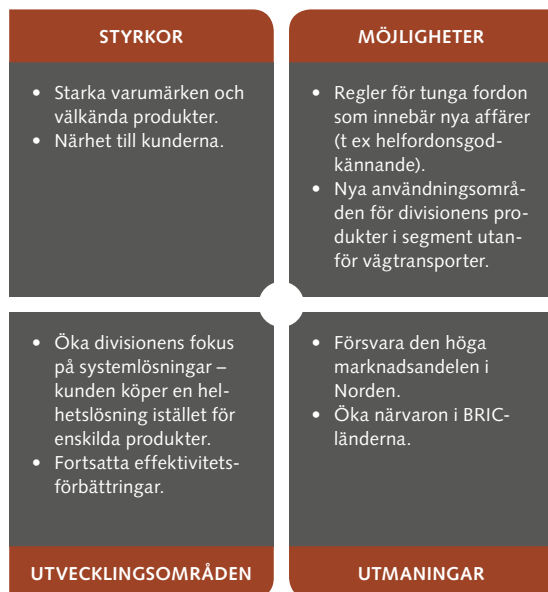 STYRKOR
• Starka varumärken och
välkända produkter.
• Närhet till kunderna.
MÖJLIGHETER
• Regler för tunga fordon
som innebär nya affärer
(t ex helfordonsgod-
kännande).
• Nya användningsområ-
den för divisionens pro-
dukter i segment utan-
för vägtransporter.
• Öka divisionens fokus
på systemlösningar –
kunden köper en hel-
hetslösning istället för
enskilda produkter.
• Fortsatta effektivitets-
förbättringar.
UTVECKLINGSOMRÅDEN
• Försvara den höga
marknadsandelen i
Norden.
• Öka närvaron i BRIC-
länderna.
UTMANINGAR